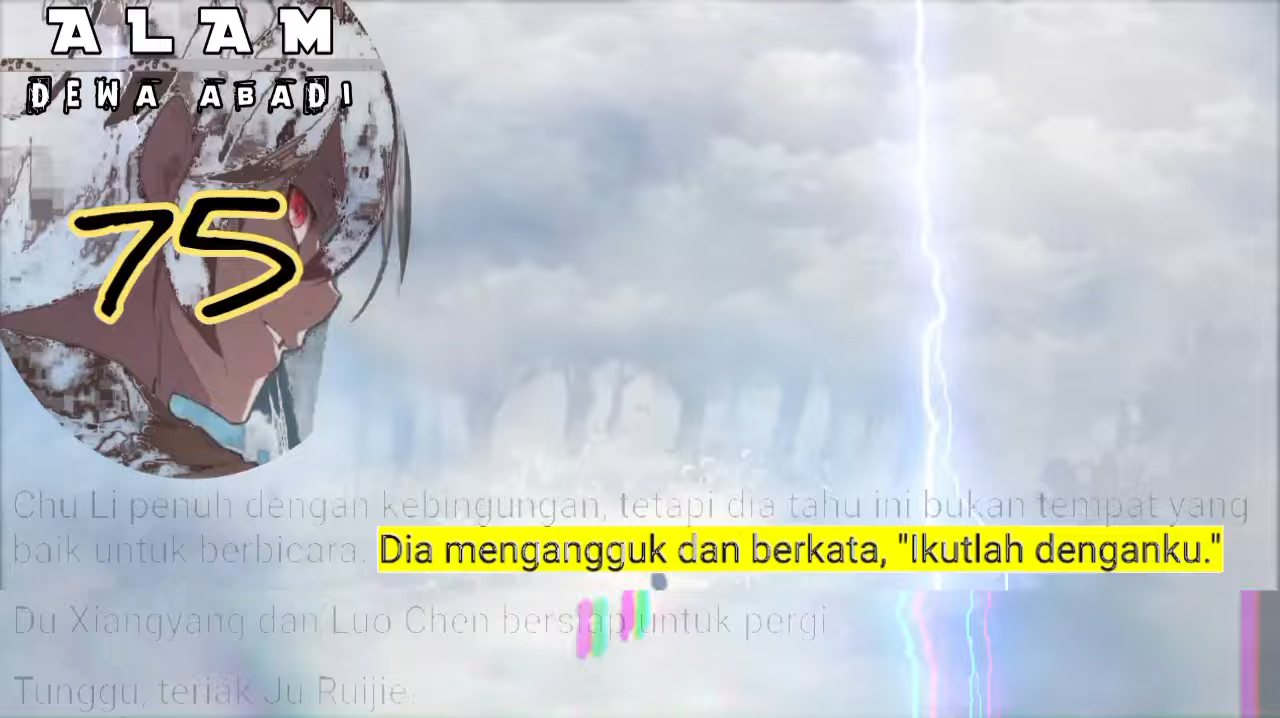 ALAM
DEWA ABADI
75
Chu Li penuh dengan kebingungan, tetapi dia tahu ini bukan tempat yang
baik untuk berbicara. Dia mengangguk dan berkata, "Ikutlah denganku."
Du Xiangyang dan Luo Chen bersiap untuk pergi
Tunggu, teriak Ju Ruijie.